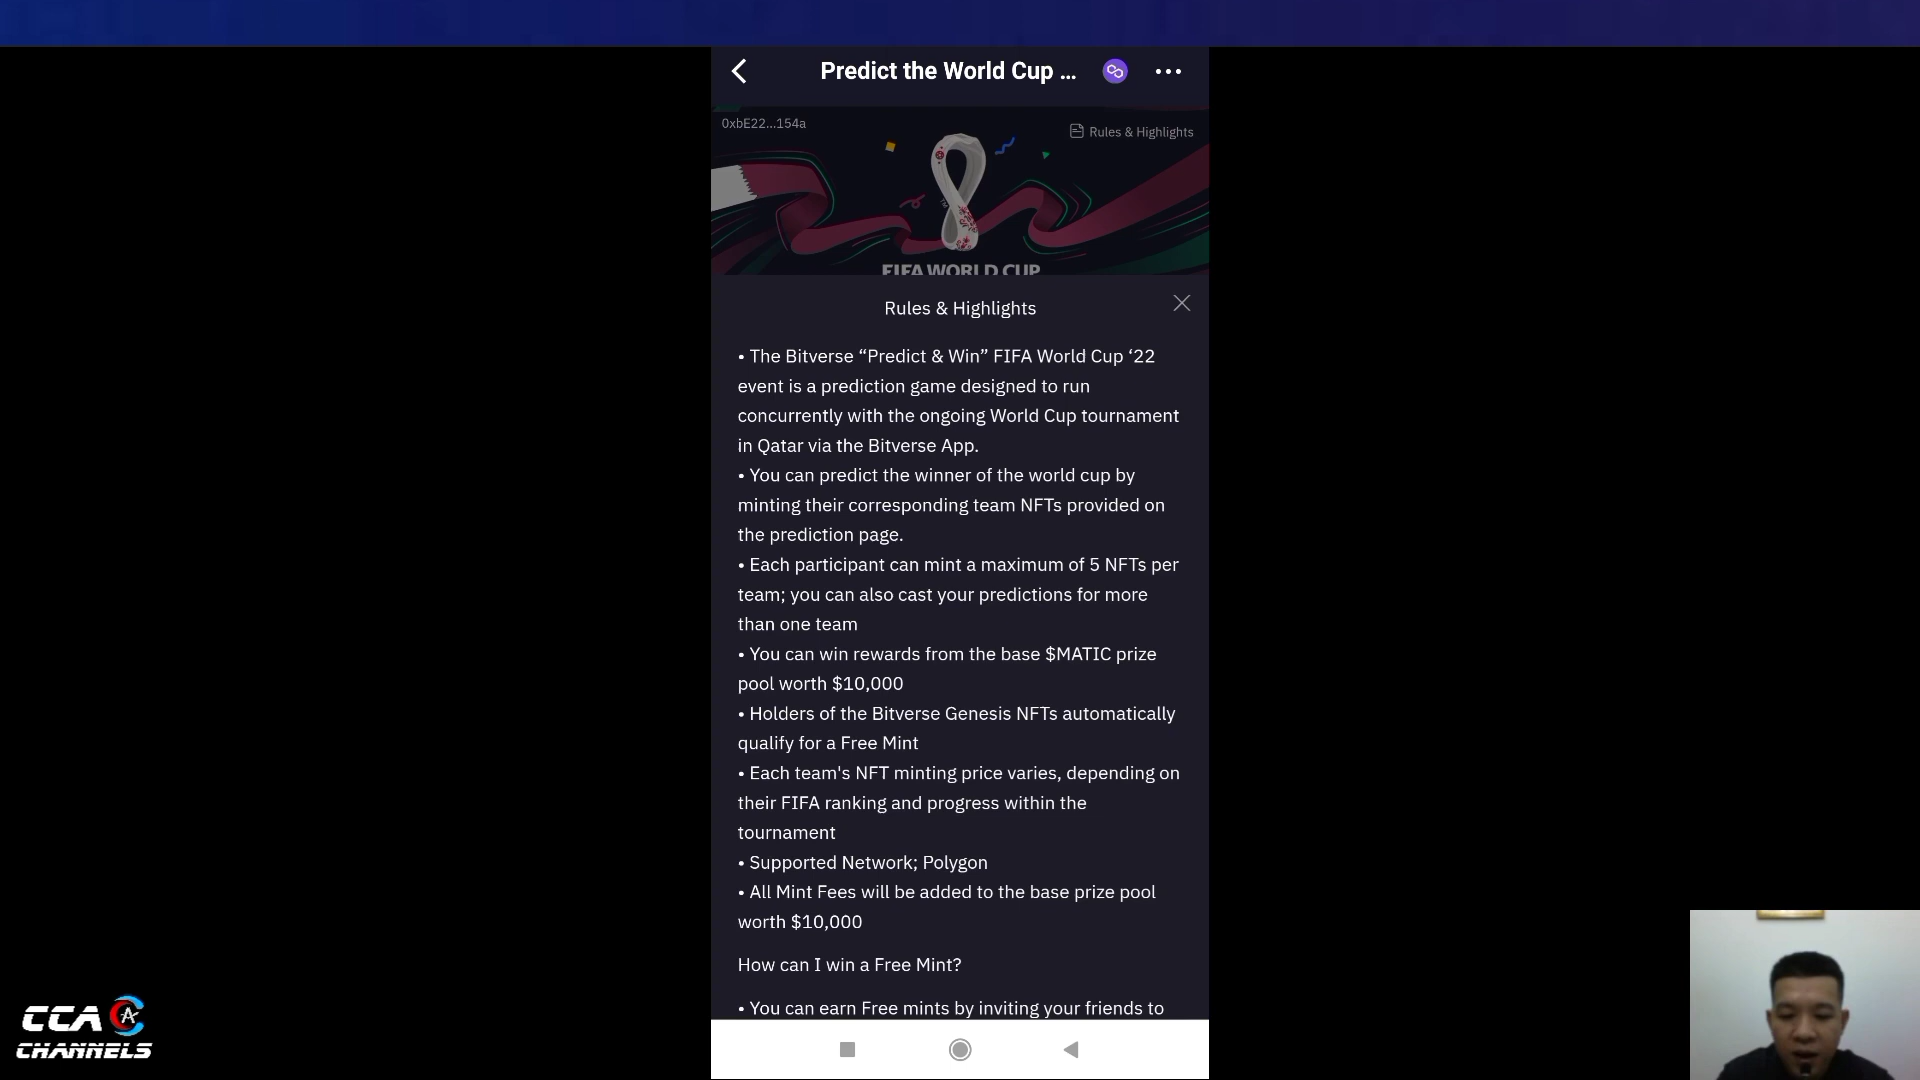 Predict the World Cup ...
0xbE22...154a
Rules & Highlights
FIFA WORLD CUP
Rules & Highlights
• The Bitverse “Predict & Win” FIFA World Cup ‘22
event is a prediction game designed to run
concurrently with the ongoing World Cup tournament
in Qatar via the Bitverse App.
• You can predict the winner of the world cup by
minting their corresponding team NFTs provided on
the prediction page.
• Each participant can mint a maximum of 5 NFTs per
team; you can also cast your predictions for more
than one team
• You can win rewards from the base $MATIC prize
pool worth $10,000
• Holders of the Bitverse Genesis NFTs automatically
qualify for a Free Mint
• Each team's NFT minting price varies, depending on
their FIFA ranking and progress within the
tournament
• Supported Network; Polygon
• All Mint Fees will be added to the base prize pool
worth $10,000
How can I win a Free Mint?
• You can earn Free mints by inviting your friends to
CCA
CHANNELS